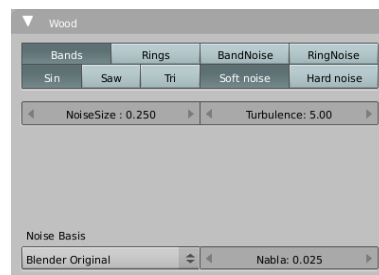 Wood
Bands Rings BandNoise RingNoise
Sin Saw Tri Soft noise Hard noise
NoiseSize : 0.250 Turbulence: 5.00
Noise Basis
Blender Original Nabla: 0.025